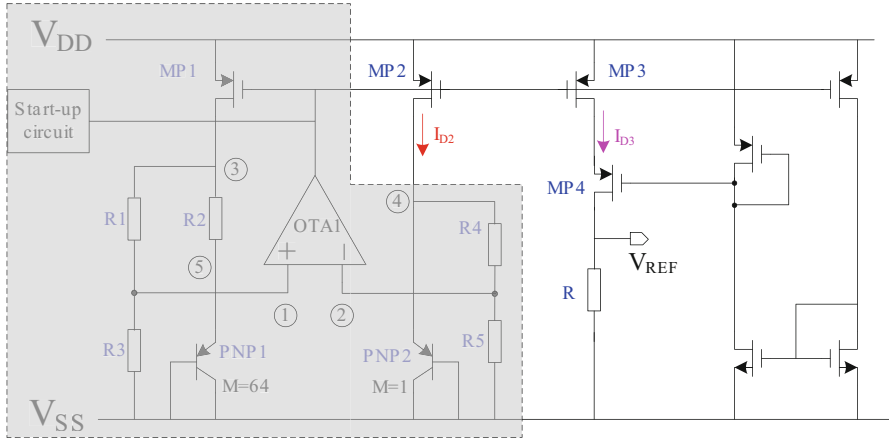 VDD
MP1
MP2
MP3
Start-up
circuit
ID2
ID3
3
MP4
4
R1
R2
OTA1
R4
+
−
5
VREF
R
1
2
R3
PNP1
PNP2
R5
M=64
M=1
VSS